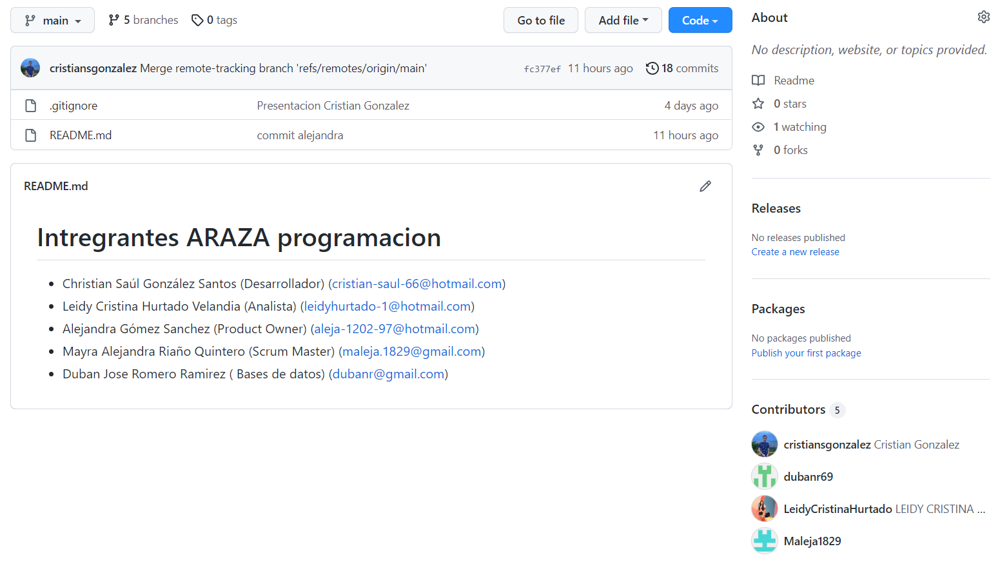 main
5 branches
0 tags
Go to file
Add file
Code
cristiansgonzalez Merge remote-tracking branch 'refs/remotes/origin/main'
fc377ef 11 hours ago
18 commits
.gitignore
Presentacion Cristian Gonzalez
4 days ago
README.md
commit alejandra
11 hours ago
README.md
Intregrantes ARAZA programacion
• Christian Saúl González Santos (Desarrollador) (cristian-saul-66@hotmail.com)
• Leidy Cristina Hurtado Velandia (Analista) (leidyhurtado-1@hotmail.com)
• Alejandra Gómez Sanchez (Product Owner) (aleja-1202-97@hotmail.com)
• Mayra Alejandra Riaño Quintero (Scrum Master) (maleja.1829@gmail.com)
• Duban Jose Romero Ramirez ( Bases de datos) (dubanr@gmail.com)
About
No description, website, or topics provided.
Readme
0 stars
1 watching
0 forks
Releases
No releases published
Create a new release
Packages
No packages published
Publish your first package
Contributors 5
cristiansgonzalez Cristian Gonzalez
dubanr69
LeidyCristinaHurtado LEIDY CRISTINA ...
Maleja1829